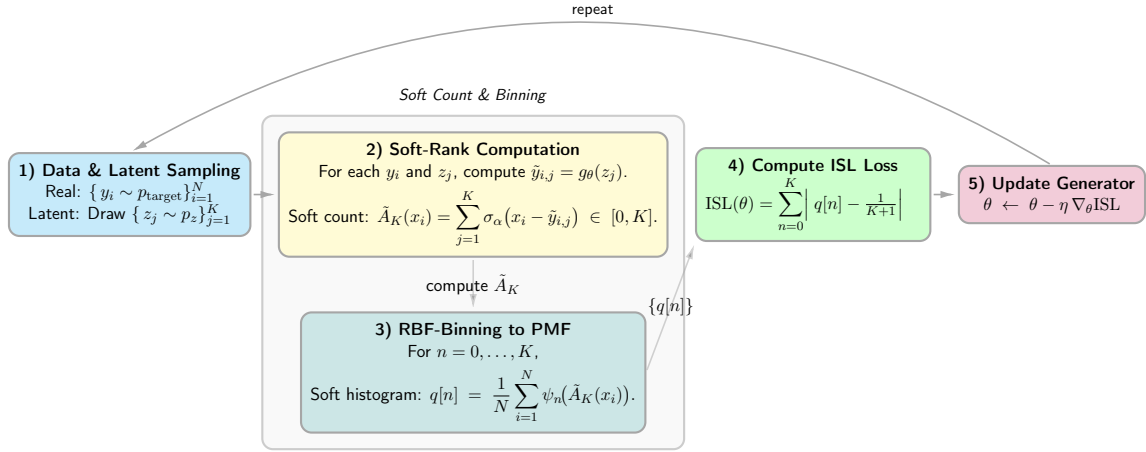 repeat
Soft Count & Binning
1) Data & Latent Sampling
Real: { y_i ∼ p_target }_{i=1}^N
Latent: Draw { z_j ∼ p_z }_{j=1}^K
2) Soft-Rank Computation
For each y_i and z_j, compute ỹ_{i,j} = g_θ(z_j).
Soft count: Ã_K(x_i) = ∑_{j=1}^K σ_α(x_i − ỹ_{i,j}) ∈ [0, K].
compute Ã_K
3) RBF-Binning to PMF
For n = 0, . . . , K,
Soft histogram: q[n] = 1/N ∑_{i=1}^N ψ_n(Ã_K(x_i)).
{q[n]}
4) Compute ISL Loss
ISL(θ) = ∑_{n=0}^K | q[n] − 1/(K+1) |
5) Update Generator
θ ← θ − η ∇_θ ISL